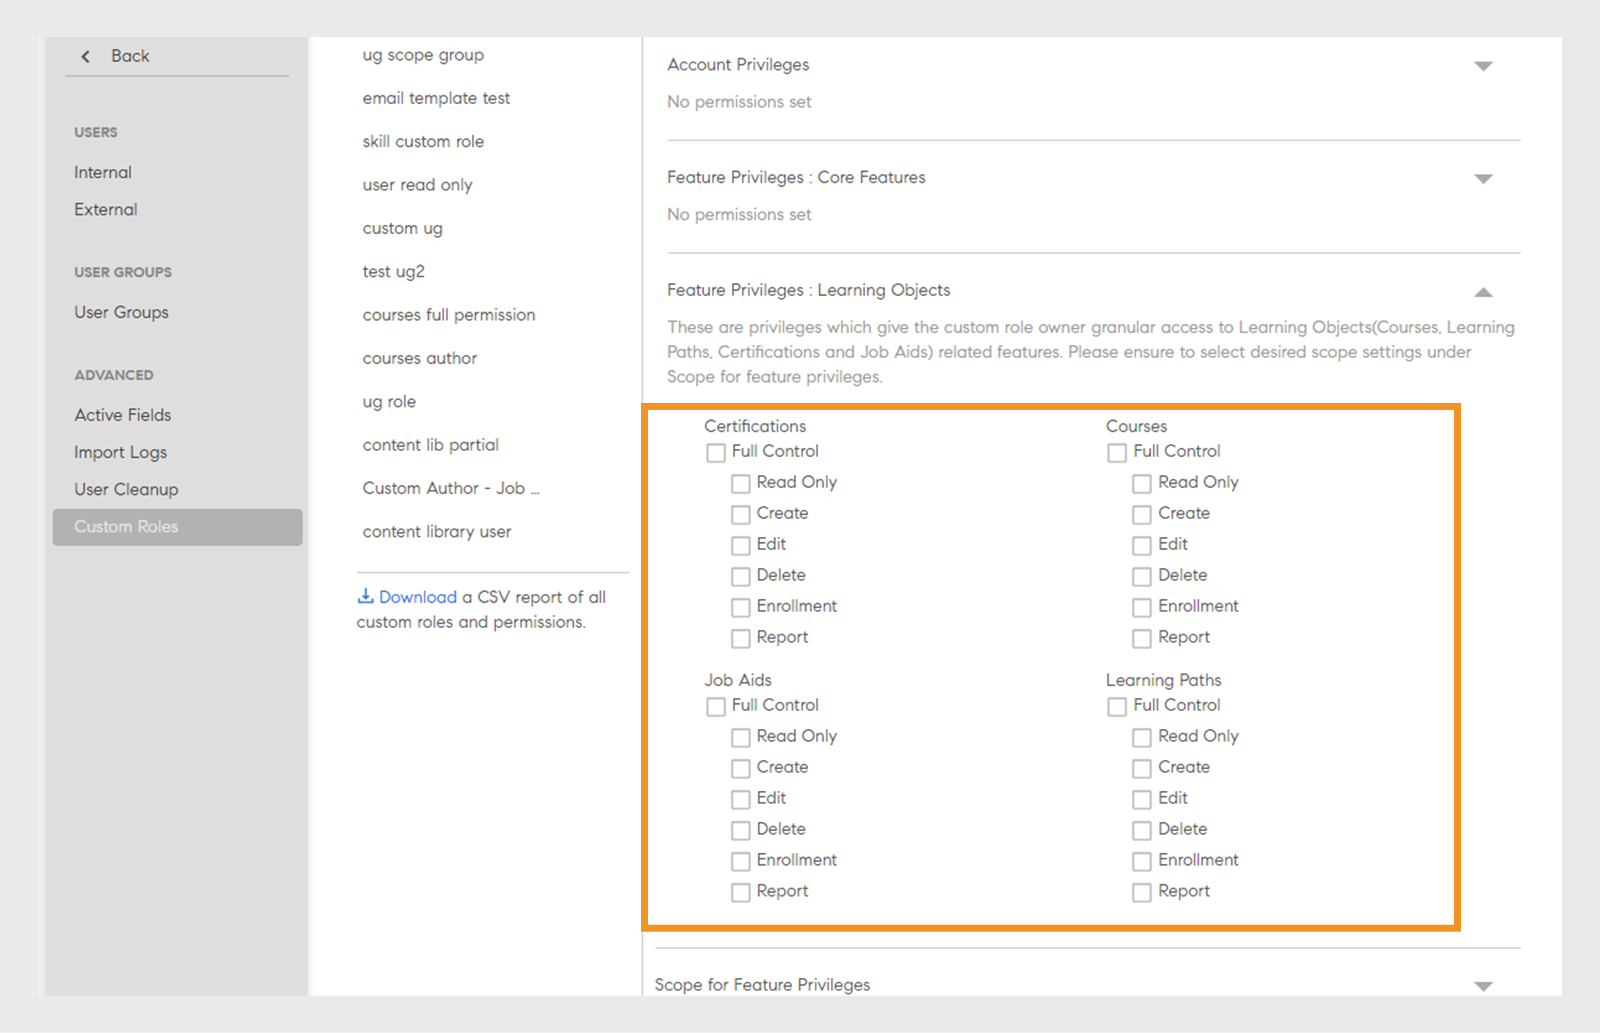 Back
USERS
Internal
External
USER GROUPS
User Groups
ADVANCED
Active Fields
Import Logs
User Cleanup
Custom Roles
ug scope group
email template test
skill custom role
user read only
custom ug
test ug2
courses full permission
courses author
ug role
content lib partial
Custom Author - Job ...
content library user
Download a CSV report of all
custom roles and permissions.
Account Privileges
No permissions set
Feature Privileges : Core Features
No permissions set
Feature Privileges : Learning Objects
These are privileges which give the custom role owner granular access to Learning Objects(Courses, Learning
Paths, Certifications and Job Aids) related features. Please ensure to select desired scope settings under
Scope for feature privileges.
Certifications
Full Control
Read Only
Create
Edit
Delete
Enrollment
Report
Courses
Full Control
Read Only
Create
Edit
Delete
Enrollment
Report
Job Aids
Full Control
Read Only
Create
Edit
Delete
Enrollment
Report
Learning Paths
Full Control
Read Only
Create
Edit
Delete
Enrollment
Report
Scope for Feature Privileges